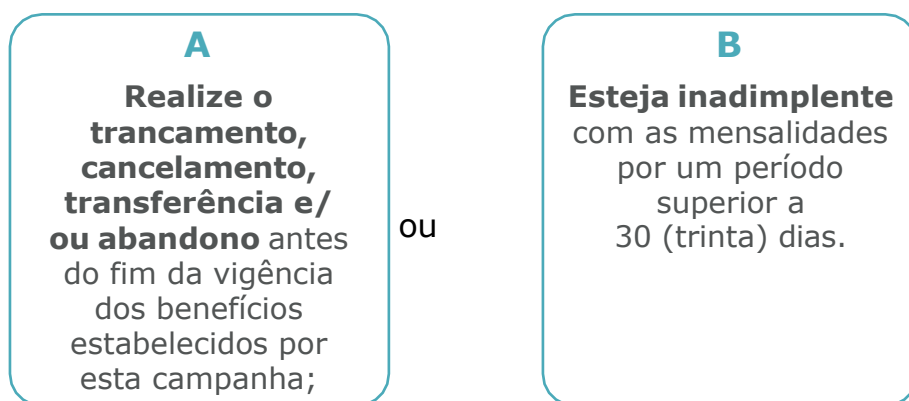 A
Realize o
trancamento,
cancelamento,
transferência e/
ou abandono antes
do fim da vigência
dos benefícios
estabelecidos por
esta campanha;
ou
B
Esteja inadimplente
com as mensalidades
por um período
superior a
30 (trinta) dias.